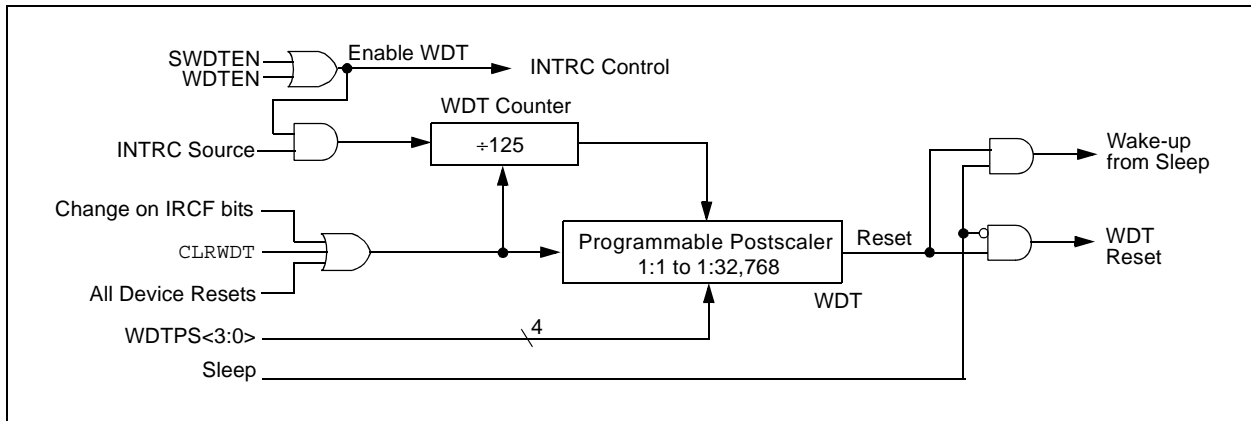 SWDTEN
WDTEN
Enable WDT
INTRC Control
WDT Counter
÷125
INTRC Source
Wake-up
from Sleep
Change on IRCF bits
CLRWDT
All Device Resets
Programmable Postscaler
1:1 to 1:32,768
Reset
WDT
WDT
Reset
WDTPS<3:0>
4
Sleep